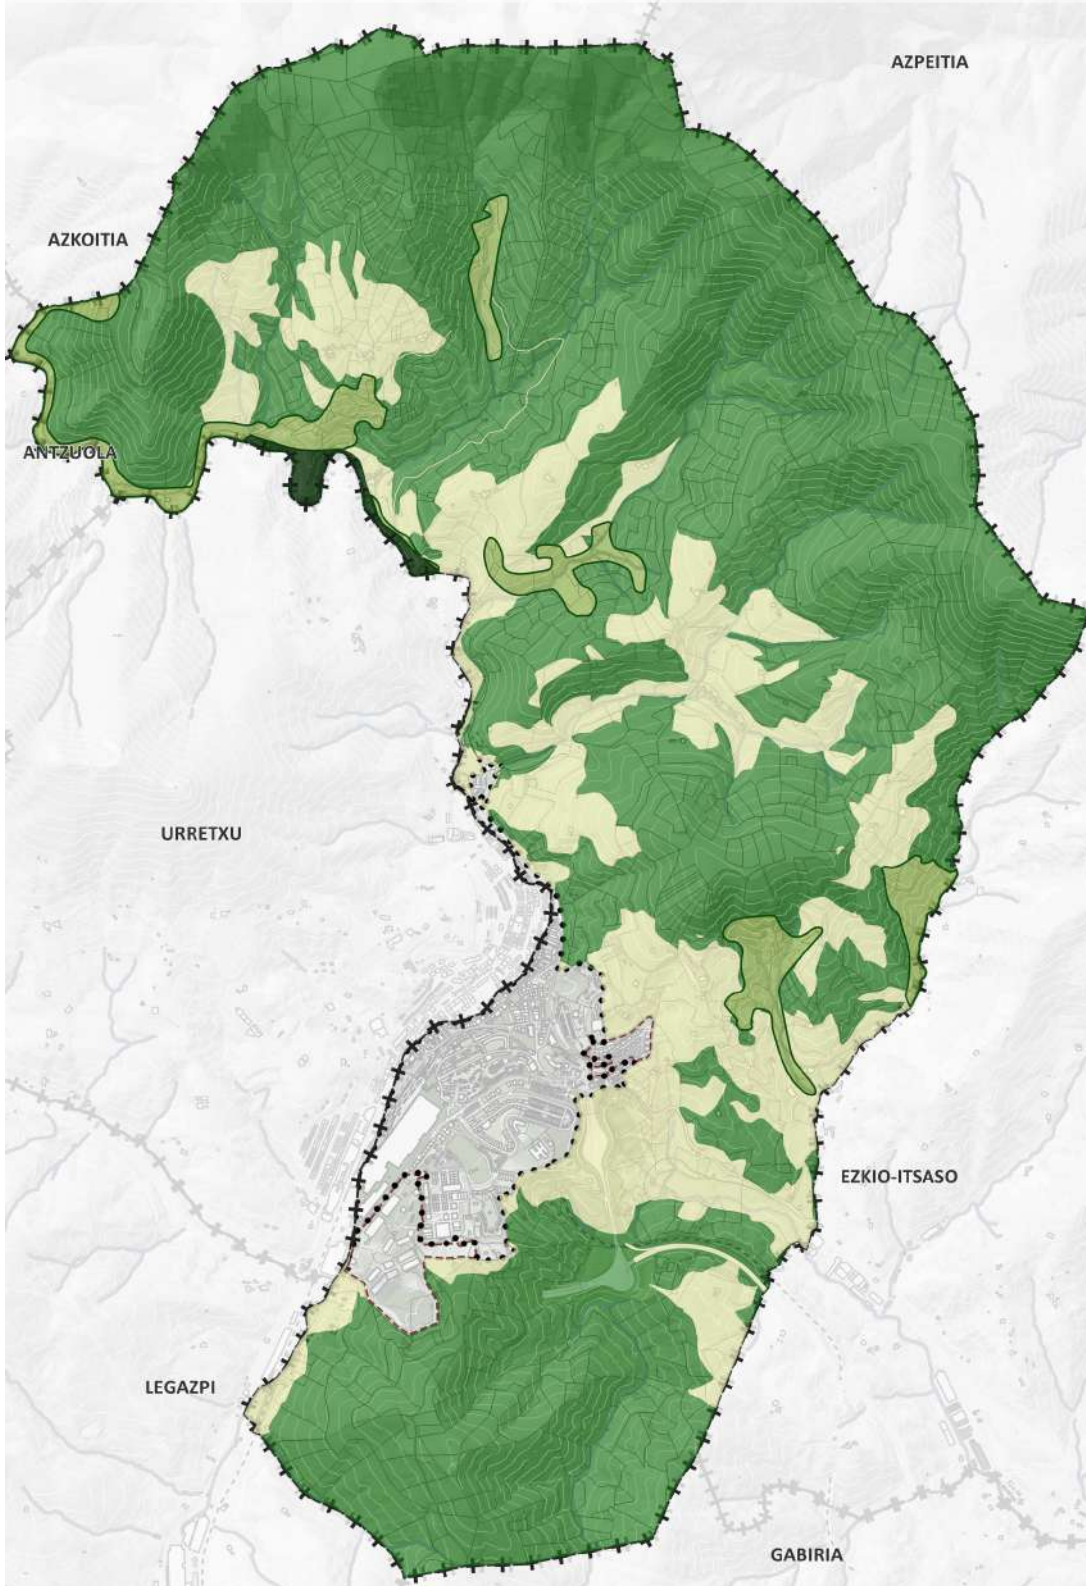 AZPEITIA
AZKOITIA
ANTZUOLA
URRETXU
EZKIO-ITSASO
LEGAZPI
GABIRIA